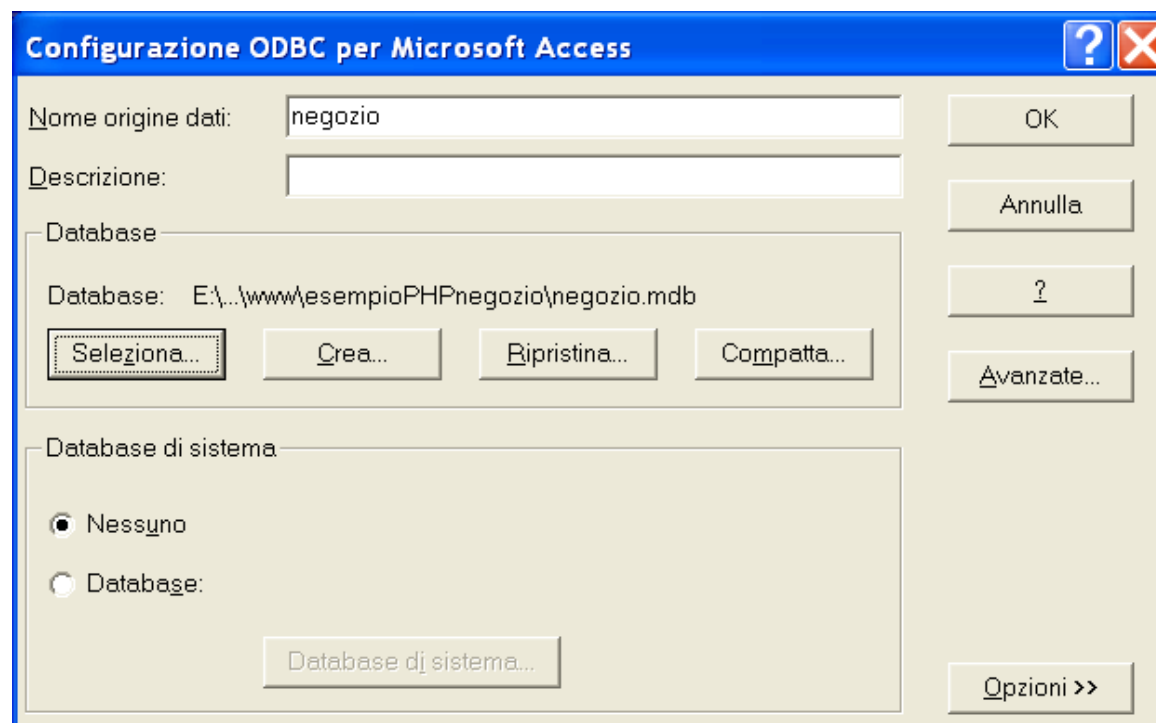 Configurazione ODBC per Microsoft Access
Nome origine dati: negozio OK
Descrizione: Annulla
Database
Database: E:\...\www\esempioPHPnegozio\negozio.mdb ?
Seleziona... Crea... Ripristina... Compatta... Avanzate...
Database di sistema
Nessuno
Database:
Database di sistema...
Opzioni >>